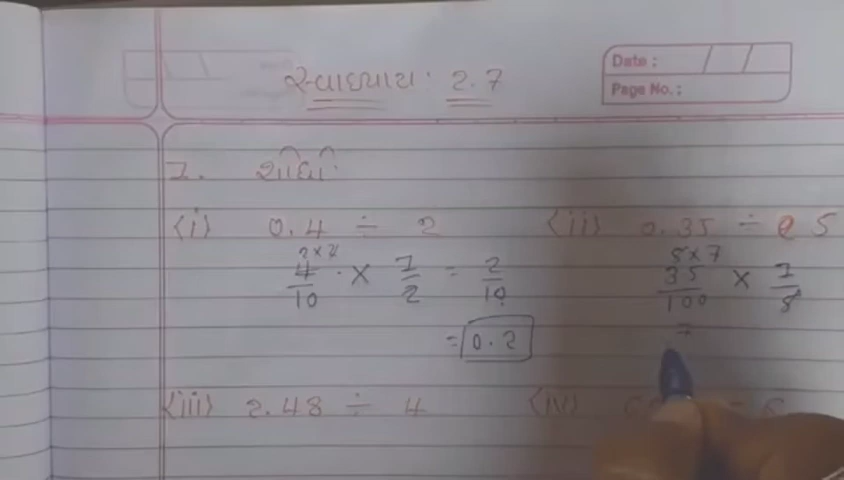 સ્વાધ્યાય : 2.7
Date :
Page No. :
1. શોધો :
(i) 0.4 ÷ 2
(ii) 0.35 ÷ 5
2 × 2
4/10 × 1/2 = 2/10
= 0.2
5 × 7
35/100 × 1/5
=
(iii) 2.48 ÷ 4
(iv)